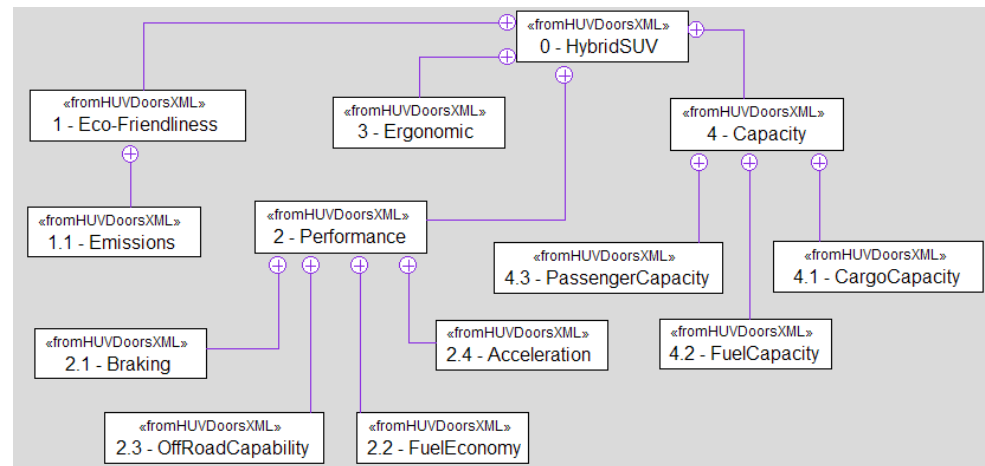 «fromHUVDoorsXML»
0 - HybridSUV
«fromHUVDoorsXML»
1 - Eco-Friendliness
«fromHUVDoorsXML»
3 - Ergonomic
«fromHUVDoorsXML»
4 - Capacity
«fromHUVDoorsXML»
1.1 - Emissions
«fromHUVDoorsXML»
2 - Performance
«fromHUVDoorsXML»
4.3 - PassengerCapacity
«fromHUVDoorsXML»
4.1 - CargoCapacity
«fromHUVDoorsXML»
2.1 - Braking
«fromHUVDoorsXML»
2.4 - Acceleration
«fromHUVDoorsXML»
4.2 - FuelCapacity
«fromHUVDoorsXML»
2.3 - OffRoadCapability
«fromHUVDoorsXML»
2.2 - FuelEconomy